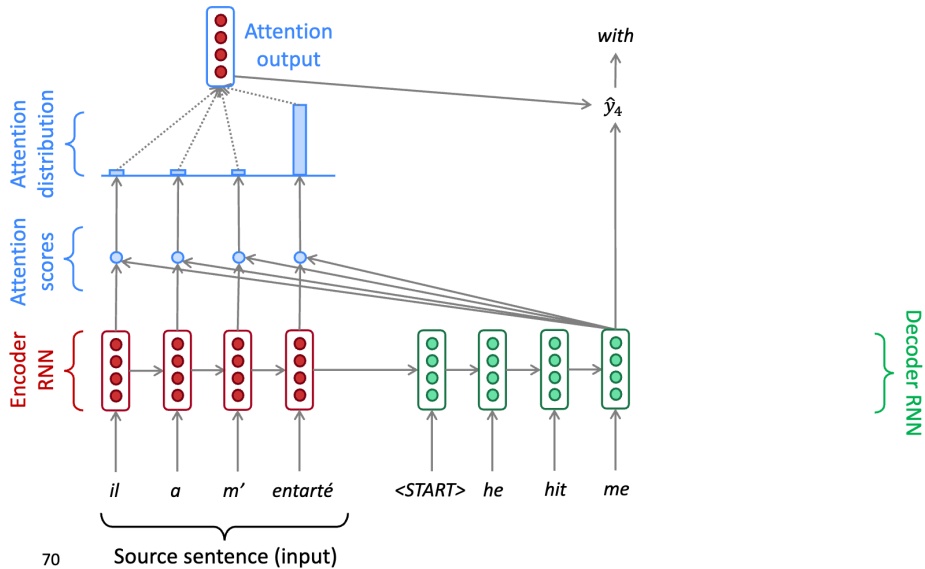 Attention
output
with
ŷ4
Attention
distribution
Attention
scores
Encoder
RNN
Decoder RNN
il a m’ entarté <START> he hit me
Source sentence (input)
70